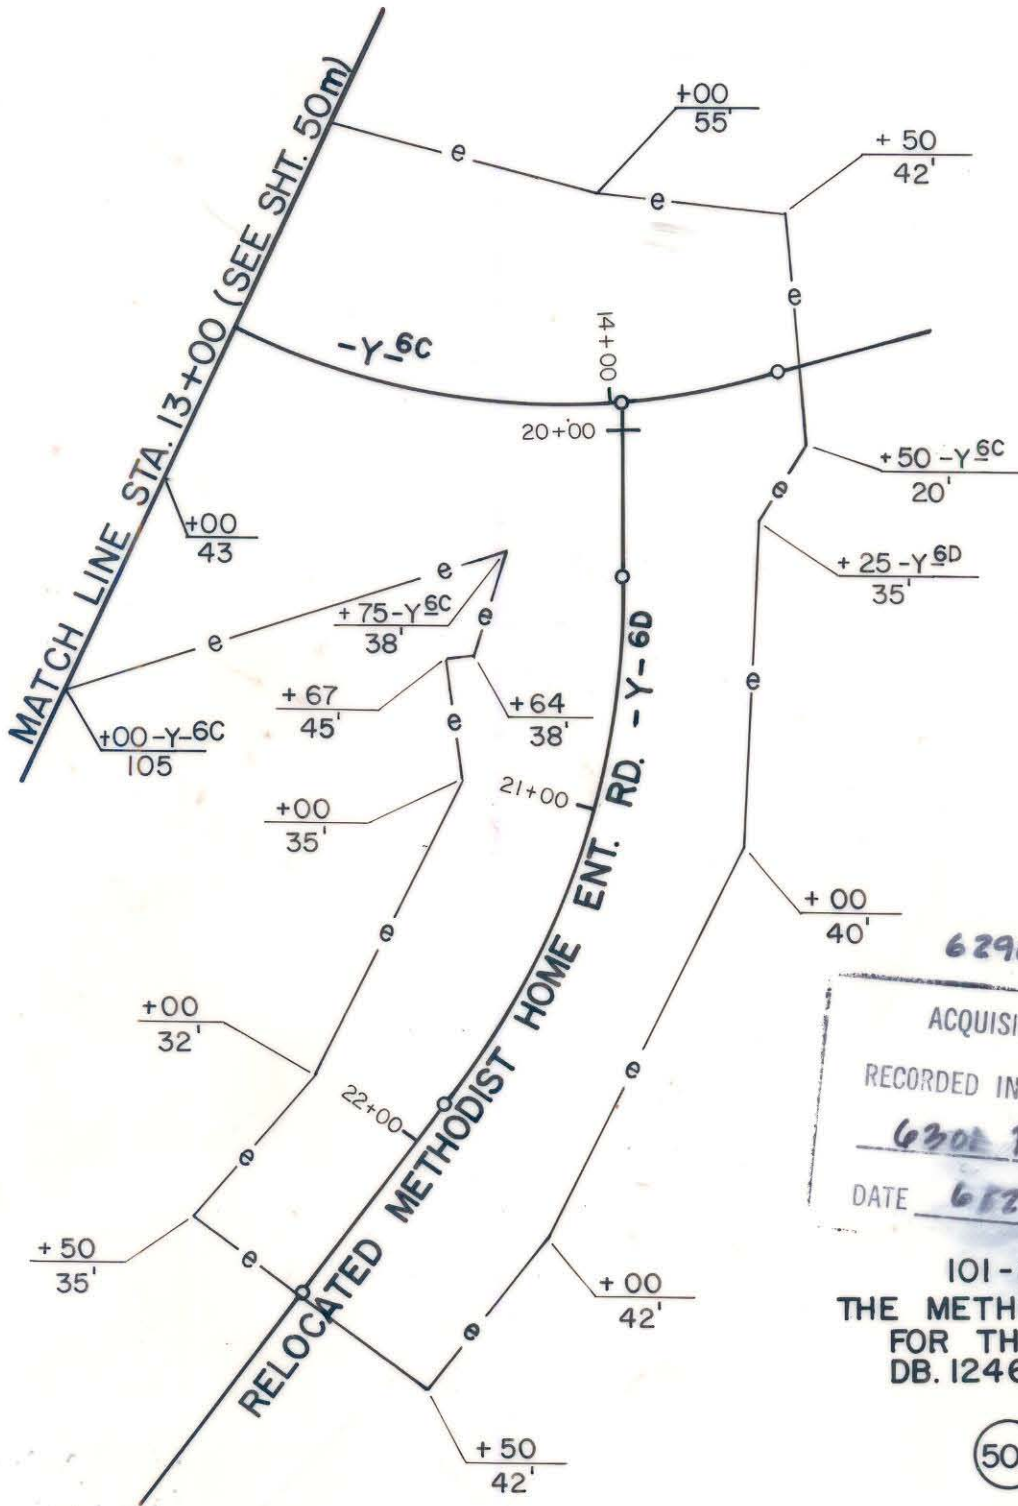 MATCH LINE STA. 13+00 (SEE SHT. 50m)
+00
55'
+50
42'
e
e
e
-Y-6C
14+00
20+00
+50-Y-6C
20'
e
+25-Y-6D
35'
+00
43
e
e
+75-Y-6C
38'
e
+67
45'
+64
38'
e
+00-Y-6C
105
+00
35'
21+00
e
RELOCATED METHODIST HOME ENT. RD. -Y-6D
+00
40'
e
+00
32'
22+00
e
e
+50
35'
e
+00
42'
e
+50
42'
ACQUISI
RECORDED IN
DATE
101-
THE METH
FOR TH
DB. 1246
50